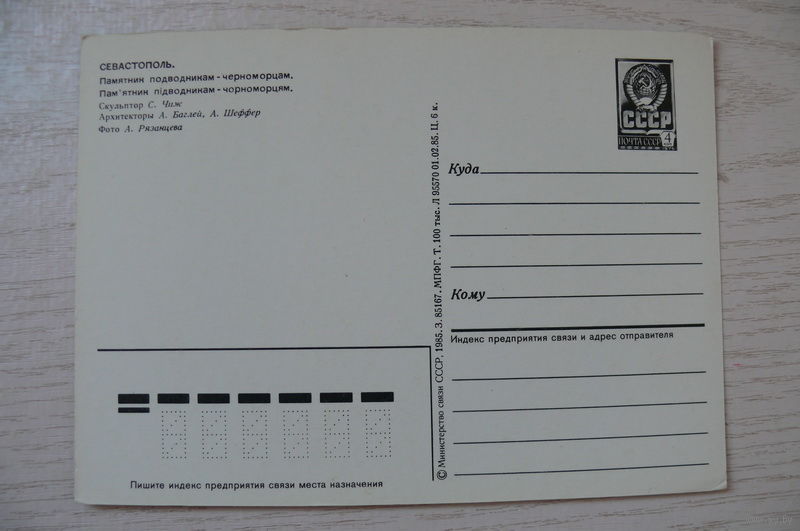 СЕВАСТОПОЛЬ.
Памятник подводникам-черноморцам.
Пам'ятник підводникам-чорноморцям.
Скульптор С. Чиж
Архитекторы А. Баглей, А. Шеффер
Фото А. Рязанцева
© Министерство связи СССР, 1985. З. 85167. МПФГ. Т. 100 тыс. Л 95570 01.02.85. Ц. 6 к.
СССР
ПОЧТА СССР 4
Куда
Кому
Индекс предприятия связи и адрес отправителя
Пишите индекс предприятия связи места назначения